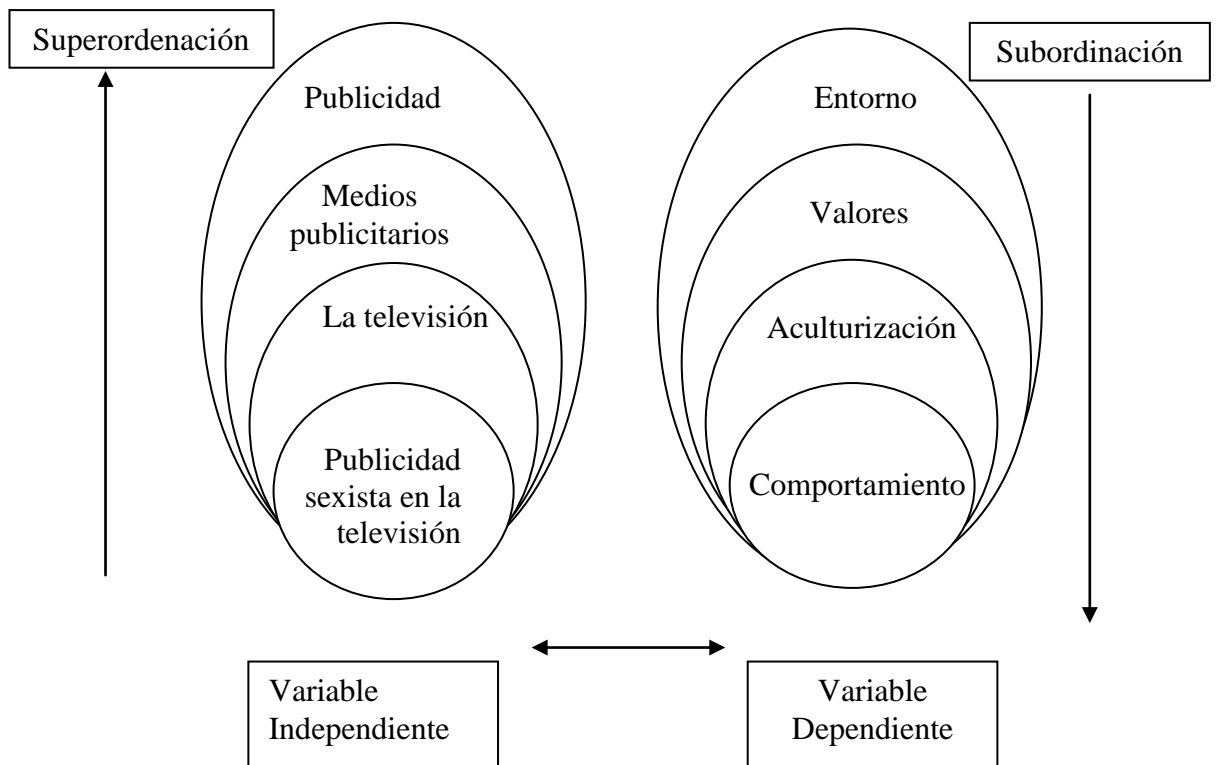 Superordenación
Subordinación
Publicidad
Medios
publicitarios
La televisión
Publicidad
sexista en la
televisión
Entorno
Valores
Aculturización
Comportamiento
Variable
Independiente
Variable
Dependiente